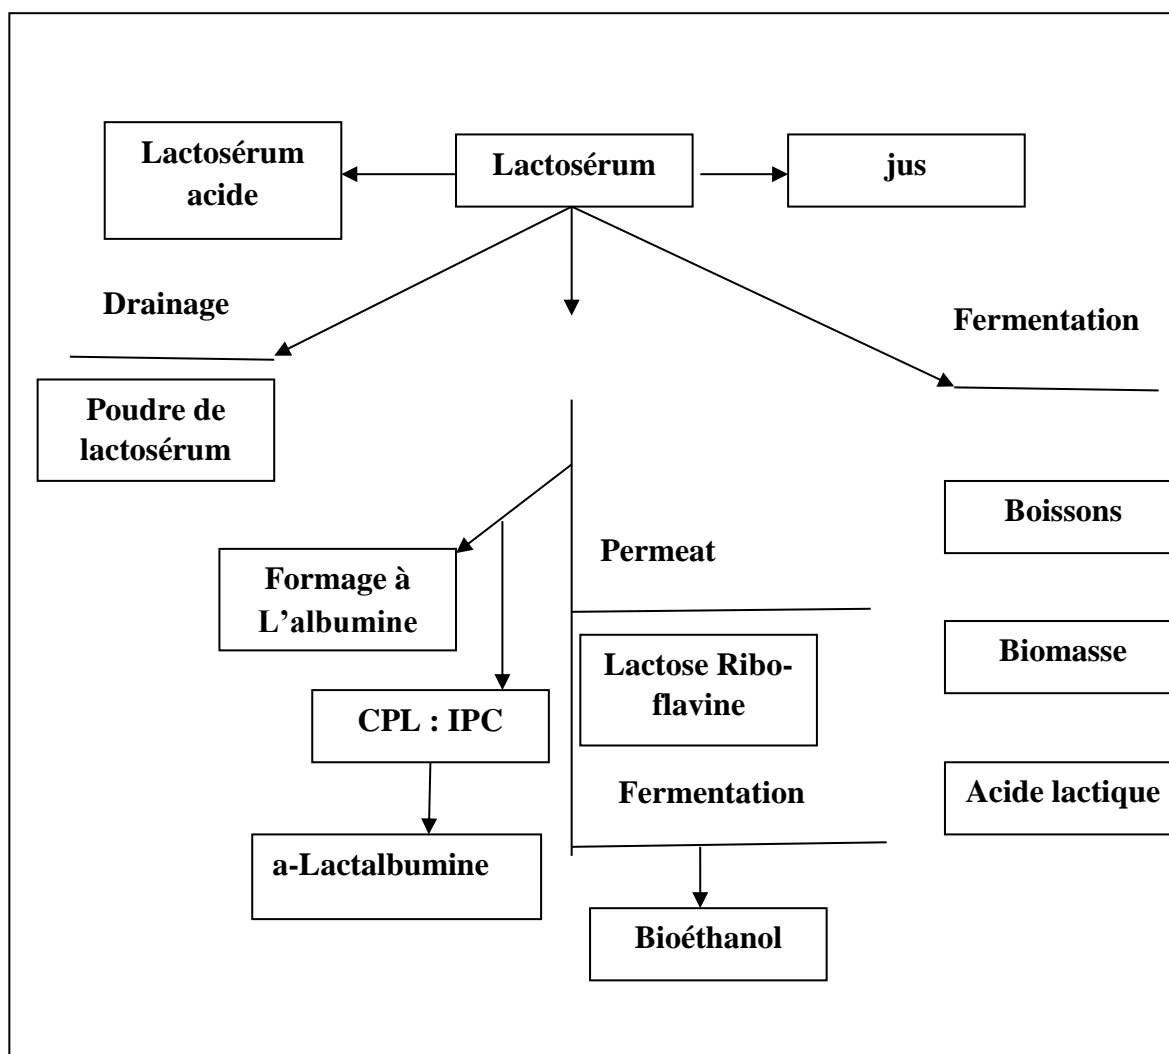 Lactosérum
acide
Lactosérum
jus
Drainage
Fermentation
Poudre de
lactosérum
Boissons
Permeat
Formage à
L’albumine
Biomasse
Lactose Ribo-
flavine
CPL : IPC
Fermentation
Acide lactique
a-Lactalbumine
Bioéthanol